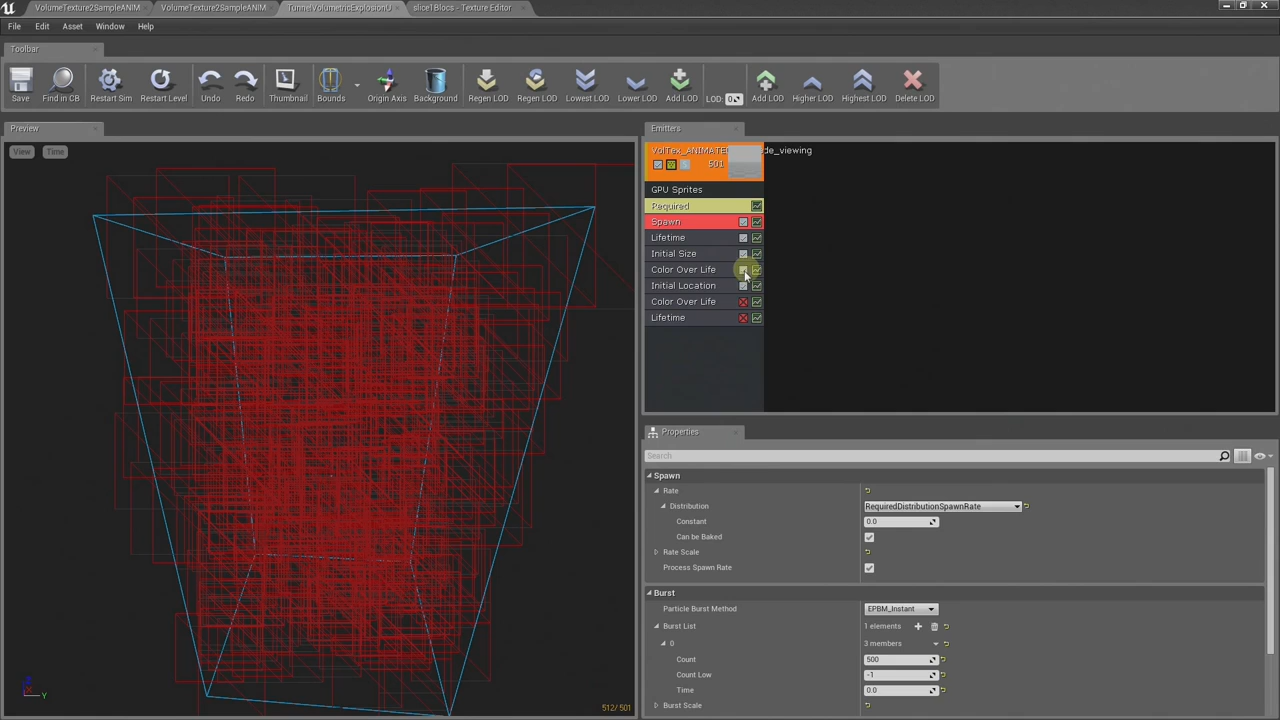 VolumeTexture2SampleANIM
VolumeTexture2SampleANIM
TunnelVolumetricExplosionU
slice1Blocs - Texture Editor
File Edit Asset Window Help
Toolbar
Save
Find in CB
Restart Sim
Restart Level
Undo
Redo
Thumbnail
Bounds
Origin Axis
Background
Regen LOD
Regen LOD
Lowest LOD
Lower LOD
Add LOD
LOD: 0
Add LOD
Higher LOD
Highest LOD
Delete LOD
Preview
View Time
512/501
Z
Y
Emitters
VolTex_ANIMATE
de_viewing
501
GPU Sprites
Required
Spawn
Lifetime
Initial Size
Color Over Life
Initial Location
Color Over Life
Lifetime
Properties
Search
Spawn
Rate
Distribution RequiredDistributionSpawnRate
Constant 0.0
Can be Baked
Rate Scale
Process Spawn Rate
Burst
Particle Burst Method EPBM_Instant
Burst List 1 elements
0 3 members
Count 500
Count Low -1
Time 0.0
Burst Scale